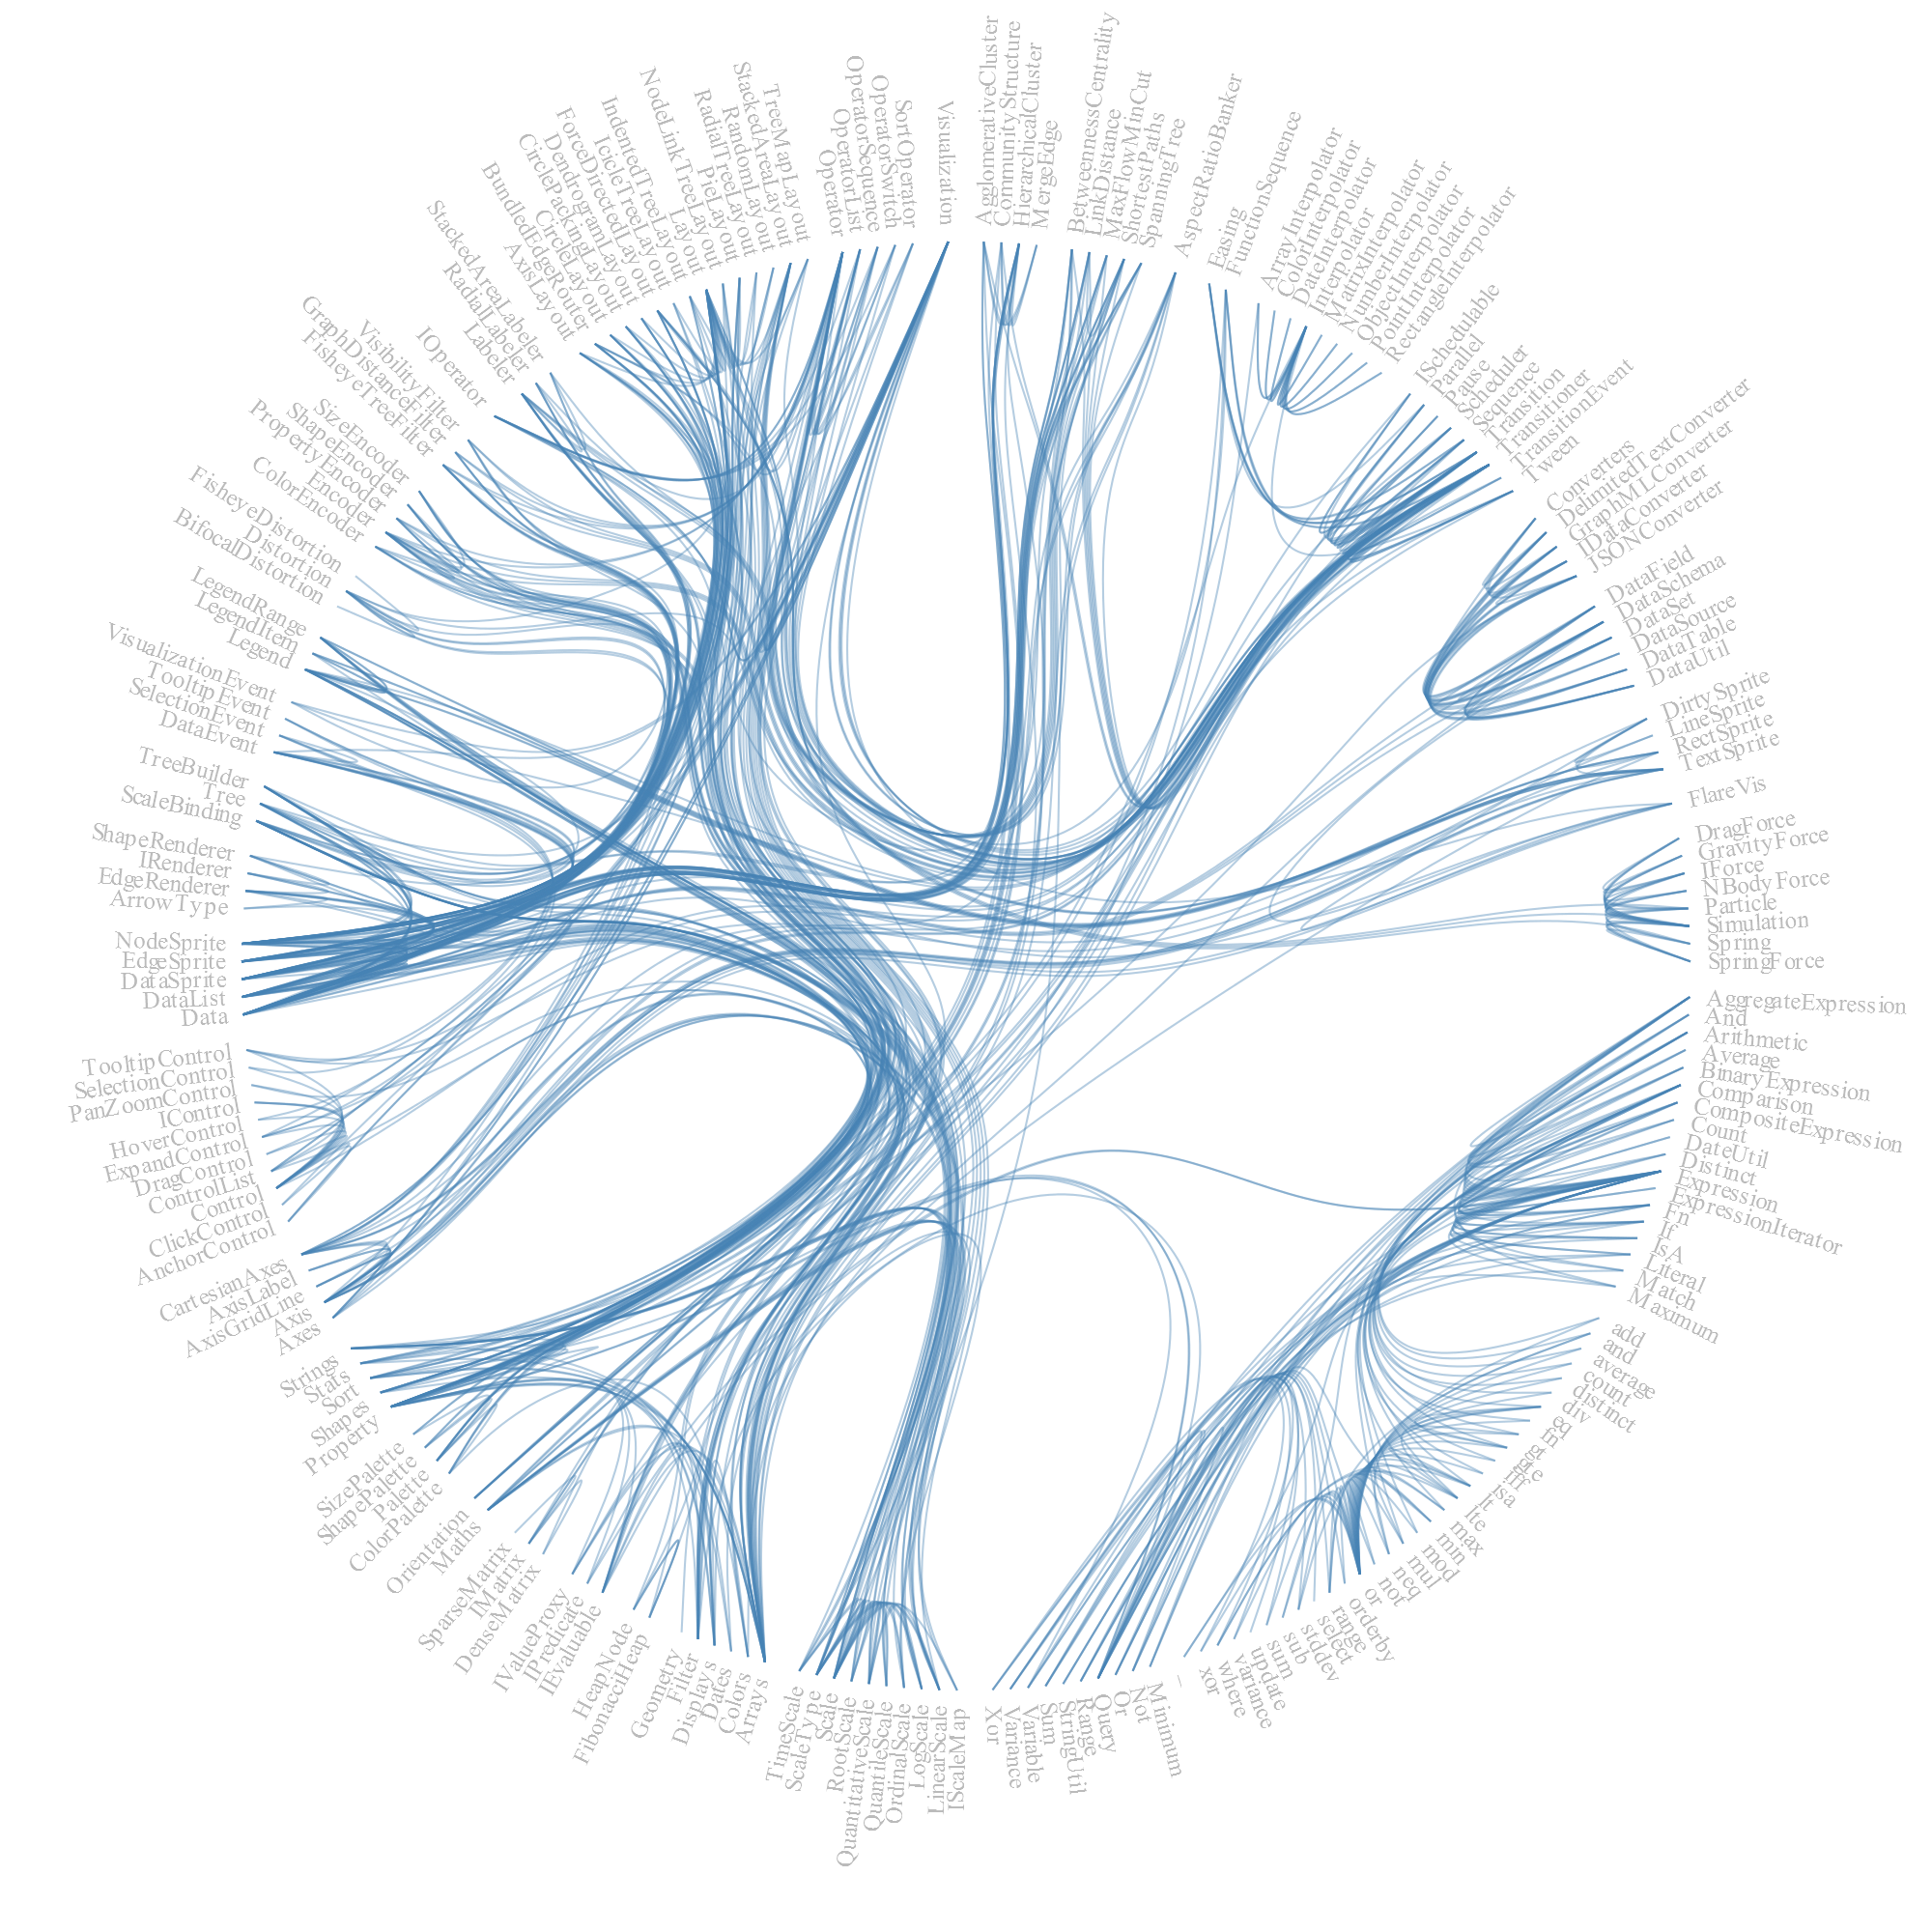 AgglomerativeCluster
CommunityStructure
HierarchicalCluster
MergeEdge
BetweennessCentrality
LinkDistance
MaxFlowMinCut
ShortestPaths
SpanningTree
AspectRatioBanker
Easing
FunctionSequence
ArrayInterpolator
ColorInterpolator
DateInterpolator
Interpolator
MatrixInterpolator
NumberInterpolator
ObjectInterpolator
PointInterpolator
RectangleInterpolator
ISchedulable
Parallel
Pause
Scheduler
Sequence
Transition
Transitioner
TransitionEvent
Tween
Converters
DelimitedTextConverter
GraphMLConverter
IDataConverter
JSONConverter
DataField
DataSchema
DataSet
DataSource
DataTable
DataUtil
DirtySprite
LineSprite
RectSprite
TextSprite
FlareVis
DragForce
GravityForce
IForce
NBodyForce
Particle
Simulation
Spring
SpringForce
AggregateExpression
And
Arithmetic
Average
BinaryExpression
Comparison
CompositeExpression
Count
DateUtil
Distinct
Expression
ExpressionIterator
Fn
If
IsA
Literal
Match
Maximum
add
and
average
count
distinct
div
eq
fn
isa
lt
lte
max
min
mod
mul
neq
not
or
orderby
range
select
stddev
sub
sum
update
variance
where
xor
_
Minimum
Not
Or
Query
Range
StringUtil
Sum
Variable
Variance
Xor
IScaleMap
LinearScale
LogScale
OrdinalScale
QuantileScale
QuantitativeScale
RootScale
Scale
ScaleType
TimeScale
Arrays
Colors
Dates
Displays
Filter
Geometry
FibonacciHeap
HeapNode
IEvaluable
IPredicate
IValueProxy
DenseMatrix
IMatrix
SparseMatrix
Maths
Orientation
ColorPalette
Palette
ShapePalette
SizePalette
Property
Shapes
Sort
Stats
Strings
Axes
Axis
AxisGridLine
AxisLabel
CartesianAxes
AnchorControl
ClickControl
Control
ControlList
DragControl
ExpandControl
HoverControl
IControl
PanZoomControl
SelectionControl
TooltipControl
Data
DataList
DataSprite
EdgeSprite
NodeSprite
ArrowType
EdgeRenderer
IRenderer
ShapeRenderer
ScaleBinding
Tree
TreeBuilder
DataEvent
SelectionEvent
TooltipEvent
VisualizationEvent
Legend
LegendItem
LegendRange
BifocalDistortion
Distortion
FisheyeDistortion
ColorEncoder
Encoder
PropertyEncoder
ShapeEncoder
SizeEncoder
FisheyeTreeFilter
GraphDistanceFilter
VisibilityFilter
IOperator
Labeler
RadialLabeler
StackedAreaLabeler
AxisLayout
BundledEdgeRouter
CircleLayout
CirclePackingLayout
DendrogramLayout
ForceDirectedLayout
IcicleTreeLayout
IndentedTreeLayout
Layout
NodeLinkTreeLayout
PieLayout
RadialTreeLayout
RandomLayout
StackedAreaLayout
TreeMapLayout
Operator
OperatorList
OperatorSequence
OperatorSwitch
SortOperator
Visualization